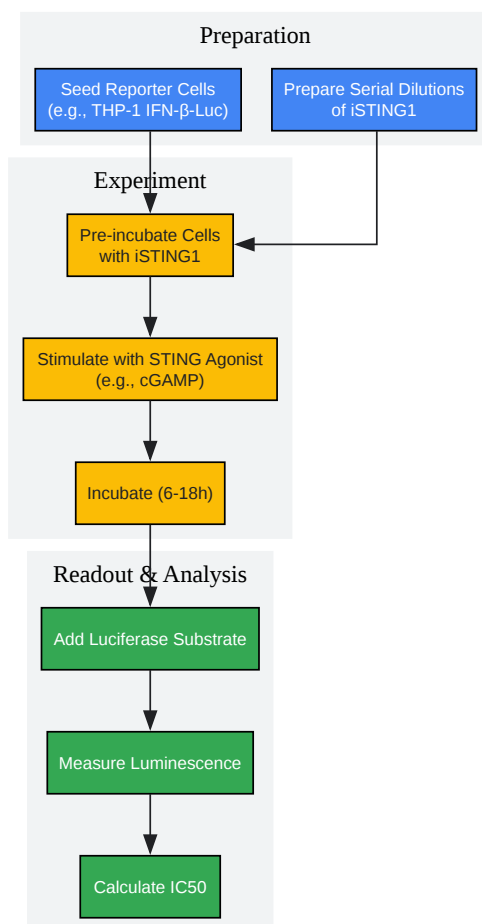 Preparation
Seed Reporter Cells
(e.g., THP-1 IFN-β-Luc)
Prepare Serial Dilutions
of iSTING1
Experiment
Pre-incubate Cells
with iSTING1
Stimulate with STING Agonist
(e.g., cGAMP)
Incubate (6-18h)
Readout & Analysis
Add Luciferase Substrate
Measure Luminescence
Calculate IC50